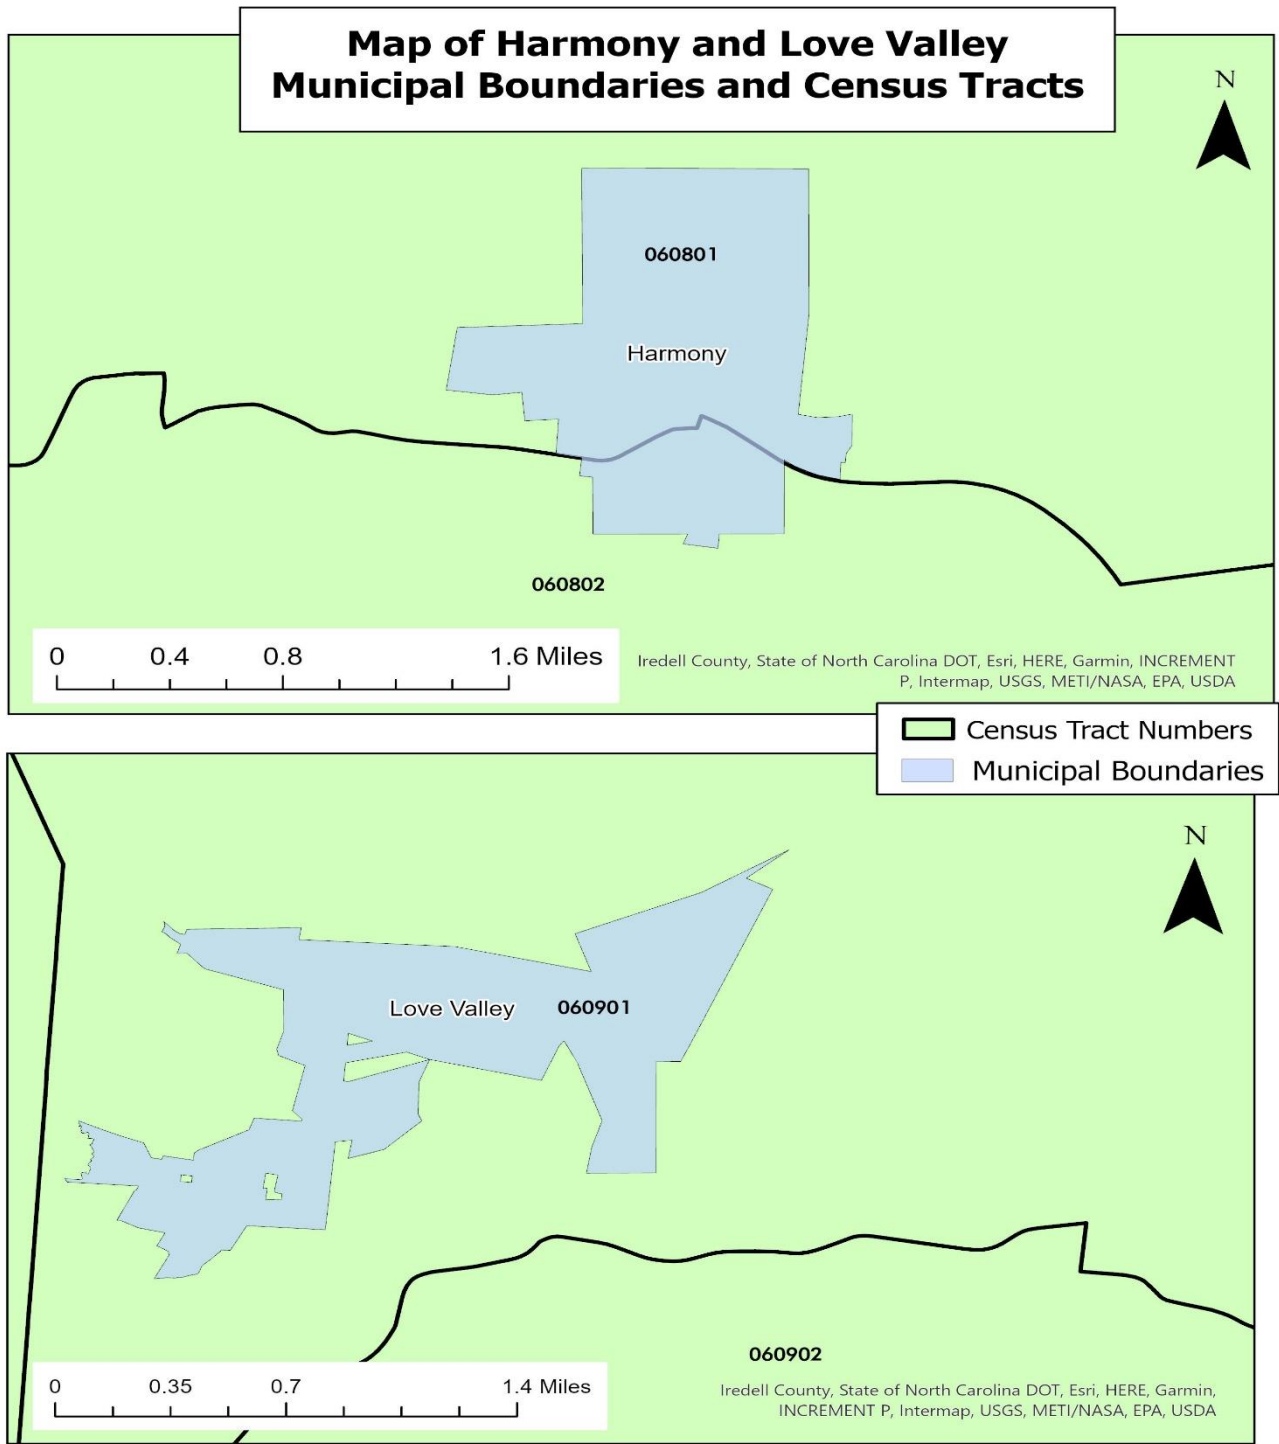 Map of Harmony and Love Valley
Municipal Boundaries and Census Tracts
N
060801
Harmony
060802
0 0.4 0.8 1.6 Miles
Iredell County, State of North Carolina DOT, Esri, HERE, Garmin, INCREMENT
P, Intermap, USGS, METI/NASA, EPA, USDA
Census Tract Numbers
Municipal Boundaries
N
Love Valley 060901
060902
0 0.35 0.7 1.4 Miles
Iredell County, State of North Carolina DOT, Esri, HERE, Garmin,
INCREMENT P, Intermap, USGS, METI/NASA, EPA, USDA